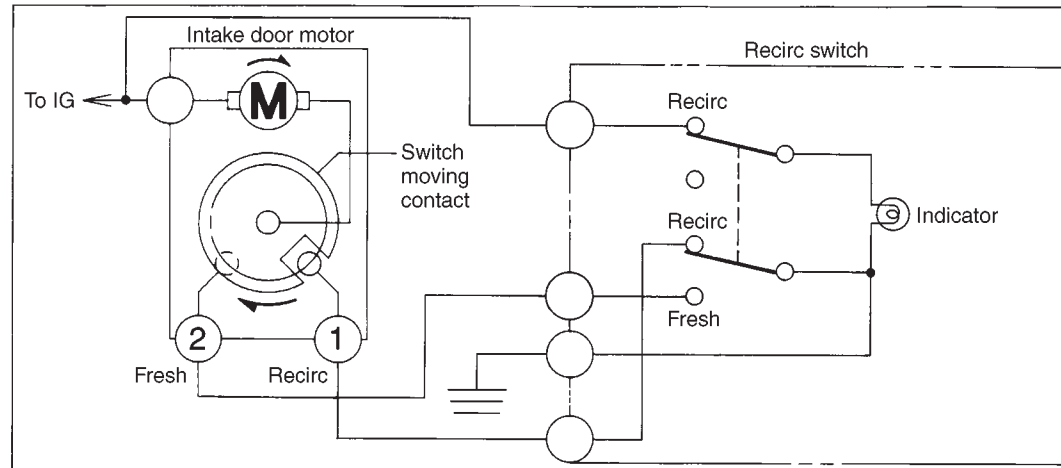 Intake door motor
Recirc switch
To IG
M
Recirc
Switch
moving
contact
Recirc
Indicator
Fresh
2
1
Fresh
Recirc